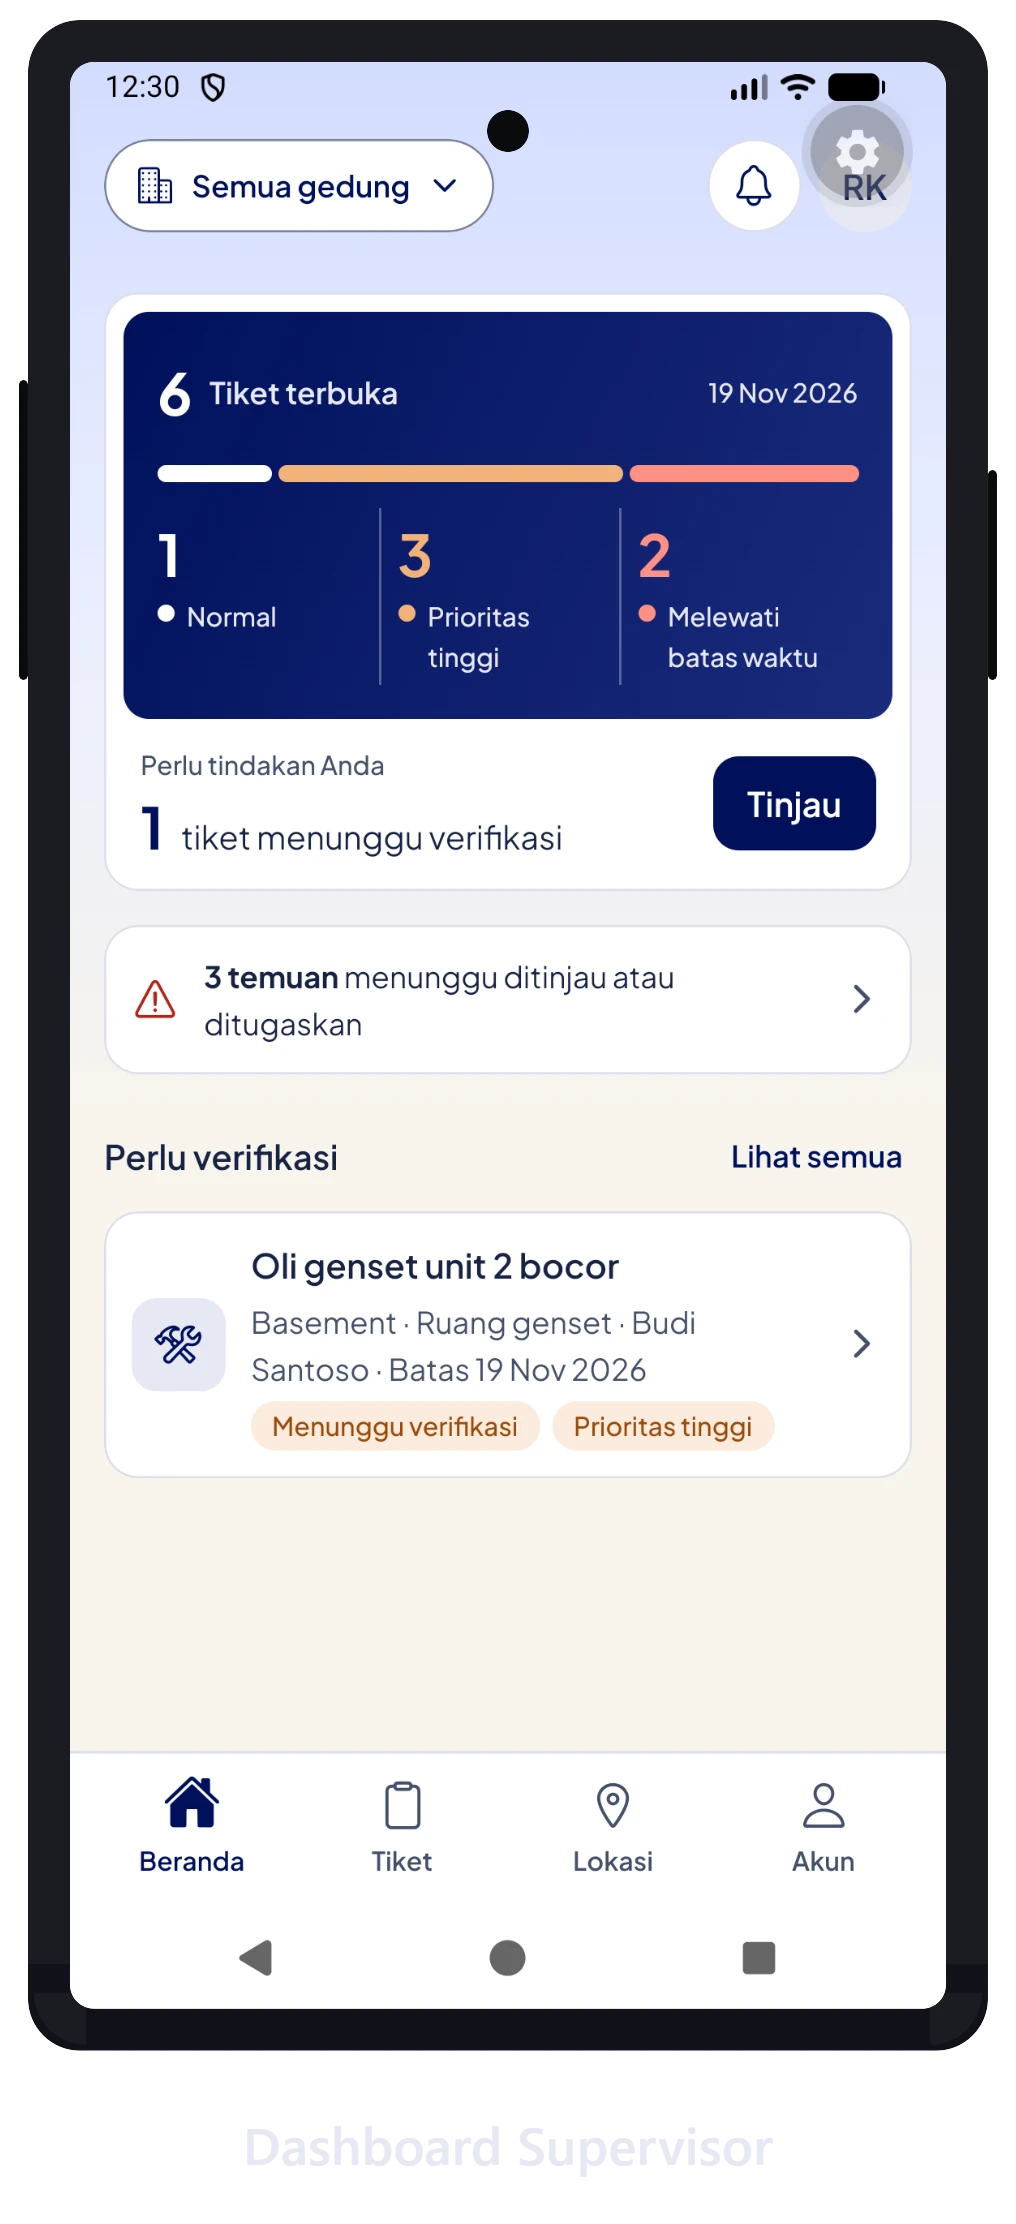 12:30
Semua gedung
RK
6 Tiket terbuka
19 Nov 2026
1
Normal
3
Prioritas
tinggi
2
Melewati
batas waktu
Perlu tindakan Anda
1 tiket menunggu verifikasi
Tinjau
3 temuan menunggu ditinjau atau
ditugaskan
Perlu verifikasi
Lihat semua
Oli genset unit 2 bocor
Basement · Ruang genset · Budi
Santoso · Batas 19 Nov 2026
Menunggu verifikasi
Prioritas tinggi
Beranda
Tiket
Lokasi
Akun
Dashboard Supervisor